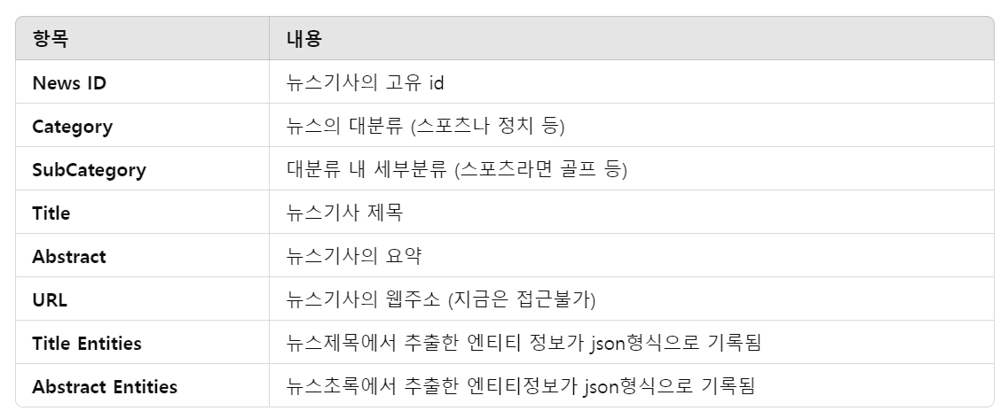 항목 내용
News ID 뉴스기사의 고유 id
Category 뉴스의 대분류 (스포츠나 정치 등)
SubCategory 대분류 내 세부분류 (스포츠라면 골프 등)
Title 뉴스기사 제목
Abstract 뉴스기사의 요약
URL 뉴스기사의 웹주소 (지금은 접근불가)
Title Entities 뉴스제목에서 추출한 엔티티 정보가 json형식으로 기록됨
Abstract Entities 뉴스초록에서 추출한 엔티티정보가 json형식으로 기록됨